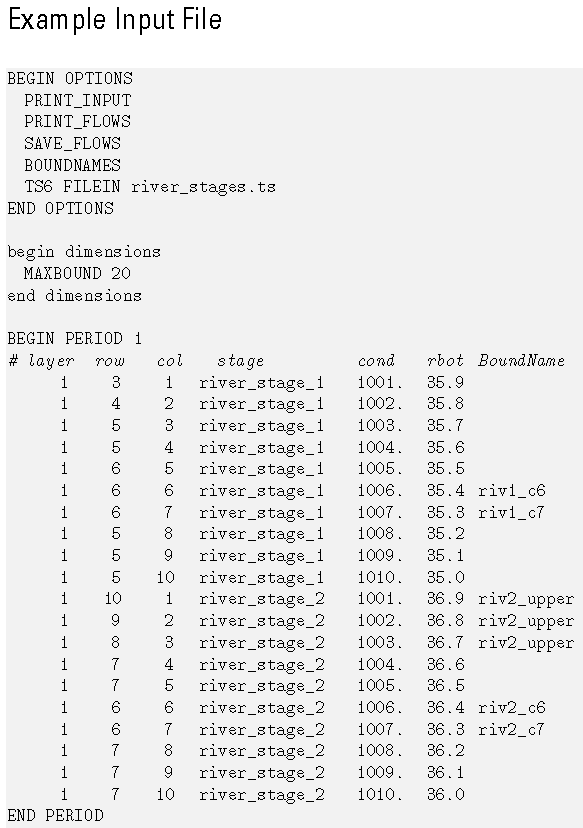 Example Input File
BEGIN OPTIONS
PRINT_INPUT
PRINT_FLOWS
SAVE_FLOWS
BOUNDNAMES
TS6 FILEIN river_stages.ts
END OPTIONS
begin dimensions
MAXBOUND 20
end dimensions
BEGIN PERIOD 1
# layer row col stage cond rbot BoundName
1 3 1 river_stage_1 1001. 35.9
1 4 2 river_stage_1 1002. 35.8
1 5 3 river_stage_1 1003. 35.7
1 5 4 river_stage_1 1004. 35.6
1 6 5 river_stage_1 1005. 35.5
1 6 6 river_stage_1 1006. 35.4 riv1_c6
1 6 7 river_stage_1 1007. 35.3 riv1_c7
1 5 8 river_stage_1 1008. 35.2
1 5 9 river_stage_1 1009. 35.1
1 5 10 river_stage_1 1010. 35.0
1 10 1 river_stage_2 1001. 36.9 riv2_upper
1 9 2 river_stage_2 1002. 36.8 riv2_upper
1 8 3 river_stage_2 1003. 36.7 riv2_upper
1 7 4 river_stage_2 1004. 36.6
1 7 5 river_stage_2 1005. 36.5
1 6 6 river_stage_2 1006. 36.4 riv2_c6
1 6 7 river_stage_2 1007. 36.3 riv2_c7
1 7 8 river_stage_2 1008. 36.2
1 7 9 river_stage_2 1009. 36.1
1 7 10 river_stage_2 1010. 36.0
END PERIOD